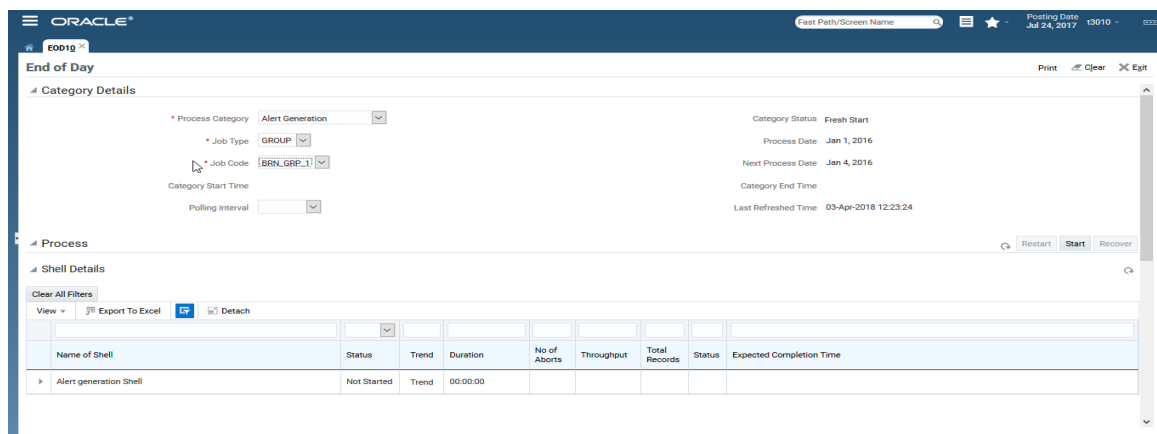 ORACLE®
Fast Path/Screen Name
Posting Date
Jul 24, 2017
t3010
EOD10
End of Day
Print Clear Exit
Category Details
* Process Category Alert Generation
Category Status Fresh Start
* Job Type GROUP
Process Date Jan 1, 2016
* Job Code BRN_GRP_1
Next Process Date Jan 4, 2016
Category Start Time
Category End Time
Polling Interval
Last Refreshed Time 03-Apr-2018 12:23:24
Process
Restart Start Recover
Shell Details
Clear All Filters
View Export To Excel Detach
Name of Shell Status Trend Duration No of Aborts Throughput Total Records Status Expected Completion Time
Alert generation Shell Not Started Trend 00:00:00